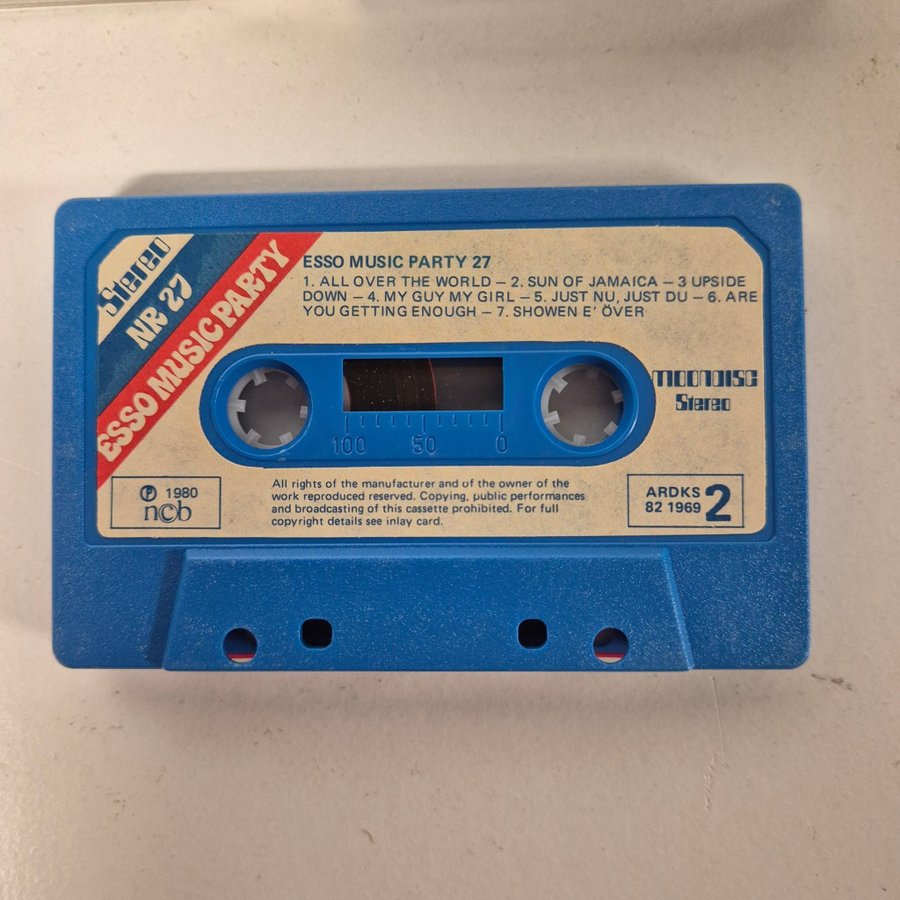 Stereo
NR 27
ESSO MUSIC PARTY
ESSO MUSIC PARTY 27
1. ALL OVER THE WORLD – 2. SUN OF JAMAICA – 3 UPSIDE
DOWN – 4. MY GUY MY GIRL – 5. JUST NU, JUST DU – 6. ARE
YOU GETTING ENOUGH – 7. SHOWEN E' ÖVER
MOONDISC
Stereo
100 50 0
℗ 1980
ncb
All rights of the manufacturer and of the owner of the
work reproduced reserved. Copying, public performances
and broadcasting of this cassette prohibited. For full
copyright details see inlay card.
ARDKS
82 1969
2